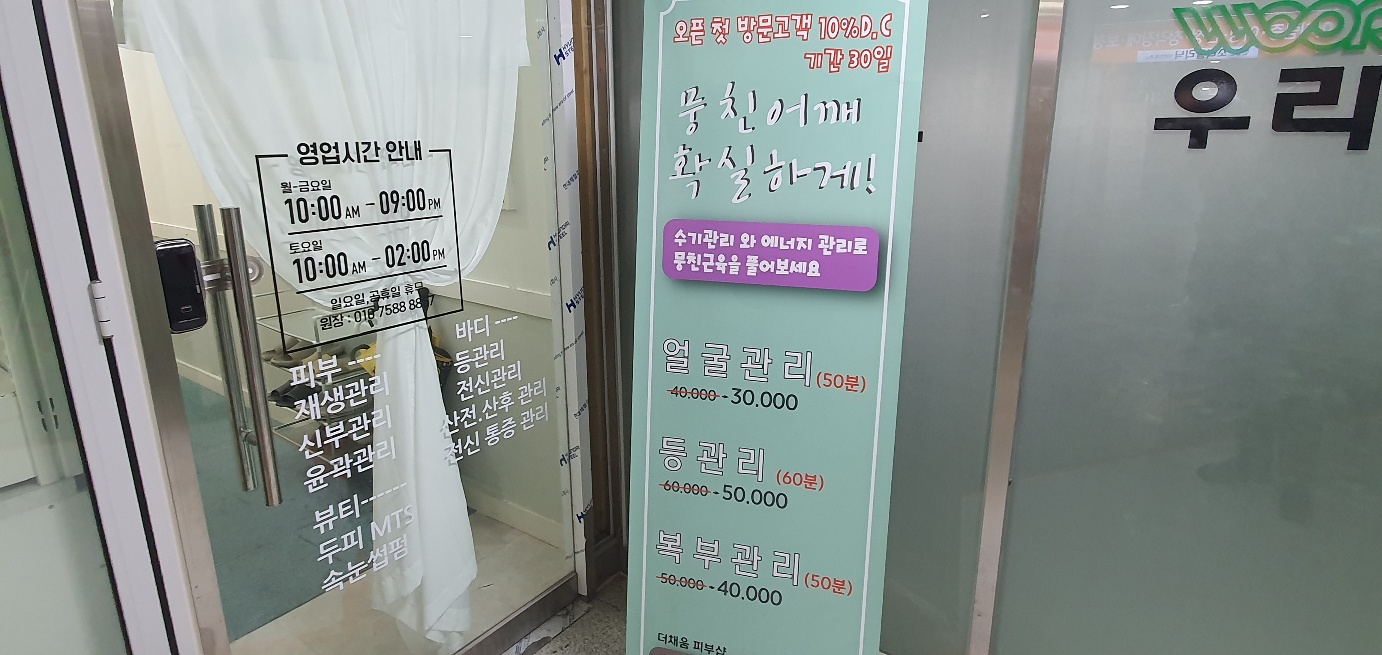 영업시간 안내
월-금요일
10:00 AM - 09:00 PM
토요일
10:00 AM - 02:00 PM
일요일,공휴일 휴무
원장 : 010 7588
피부 ----
재생관리
신부관리
윤곽관리
뷰티------
두피 MTS
속눈썹펌
바디 ----
등관리
전신관리
산전.산후 관리
전신 통증 관리
오픈 첫 방문고객 10%D.C
기간 30일
뭉친어깨
확실하게!
수기관리 와 에너지 관리로
뭉친근육을 풀어보세요
얼굴관리(50분)
40.000-30.000
등관리 (60분)
60.000-50.000
복부관리(50분)
50.000-40.000
더채움 피부샵
우리